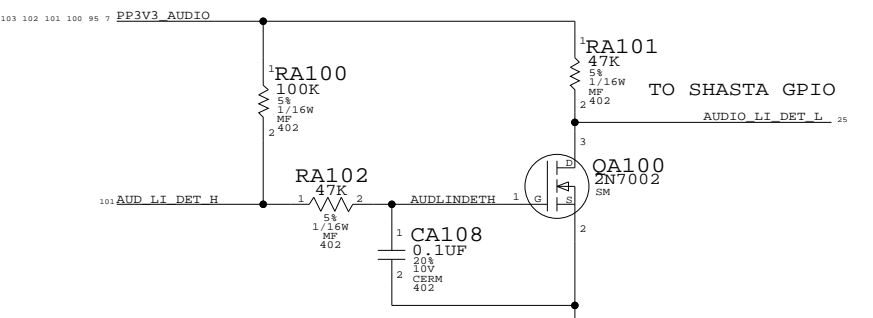 103 102 101 100 95 7 PP3V3_AUDIO
1
RA100
100K
5%
1/16W
MF
402
2
1
RA101
47K
5%
1/16W
MF
402
2
TO SHASTA GPIO
AUDIO_LI_DET_L 25
3
D
QA100
2N7002
SM
G
S
1
2
101 AUD_LI_DET_H
RA102
47K
1
2
5%
1/16W
MF
402
AUDLINDETH
1
CA108
0.1UF
20%
10V
CERM
402
2